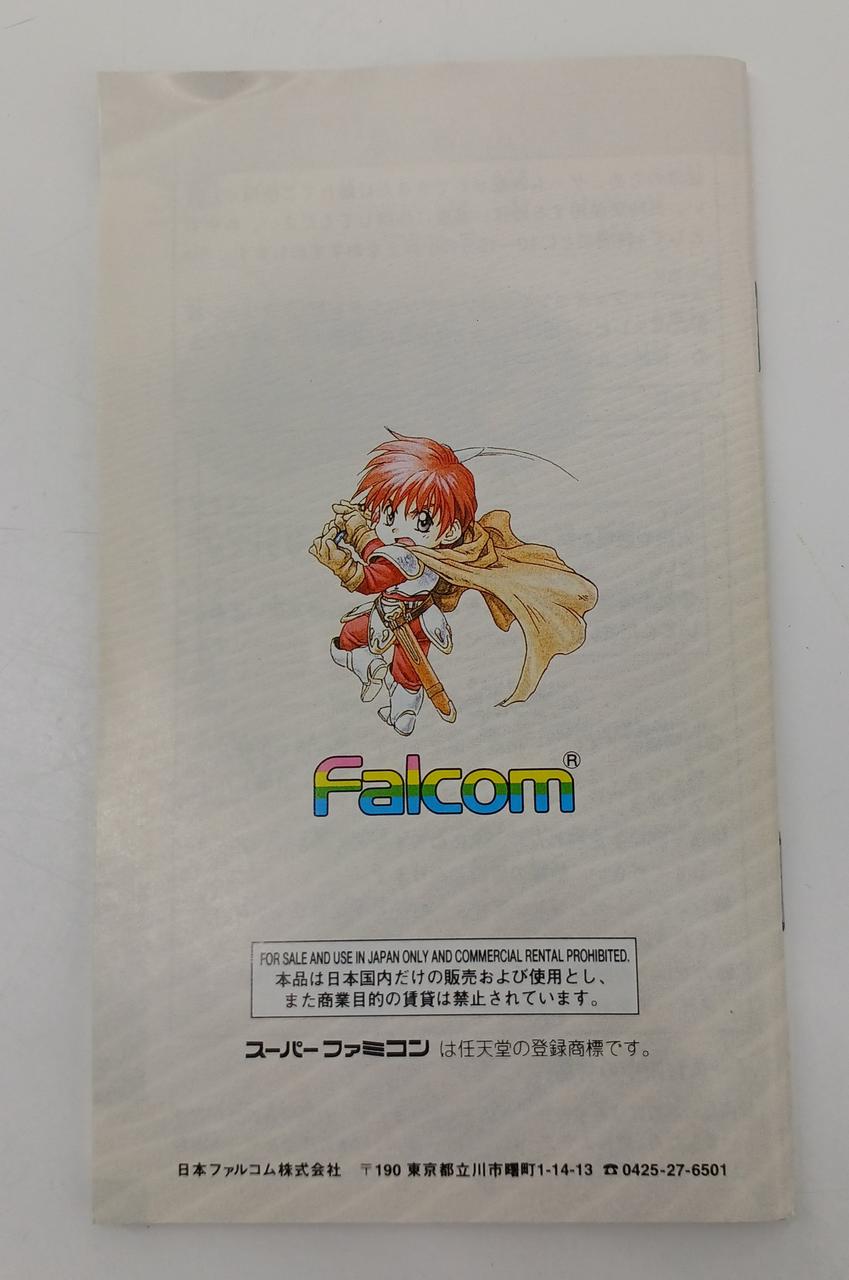 Falcom®
FOR SALE AND USE IN JAPAN ONLY AND COMMERCIAL RENTAL PROHIBITED.
本品は日本国内だけの販売および使用とし、
また商業目的の賃貸は禁止されています。
スーパーファミコン は任天堂の登録商標です。
日本ファルコム株式会社 〒190 東京都立川市曙町1-14-13 ☎0425-27-6501